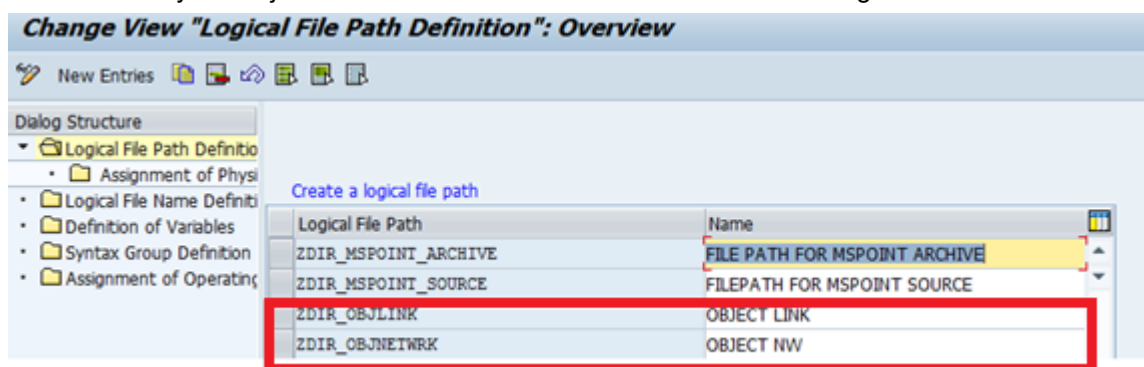 Change View "Logical File Path Definition": Overview
New Entries
Dialog Structure
Logical File Path Definitio
Assignment of Physi
Logical File Name Definiti
Definition of Variables
Syntax Group Definition
Assignment of Operating
Create a logical file path
Logical File Path Name
ZDIR_MSPOINT_ARCHIVE FILE PATH FOR MSPOINT ARCHIVE
ZDIR_MSPOINT_SOURCE FILEPATH FOR MSPOINT SOURCE
ZDIR_OBJLINK OBJECT LINK
ZDIR_OBJNETWRK OBJECT NW